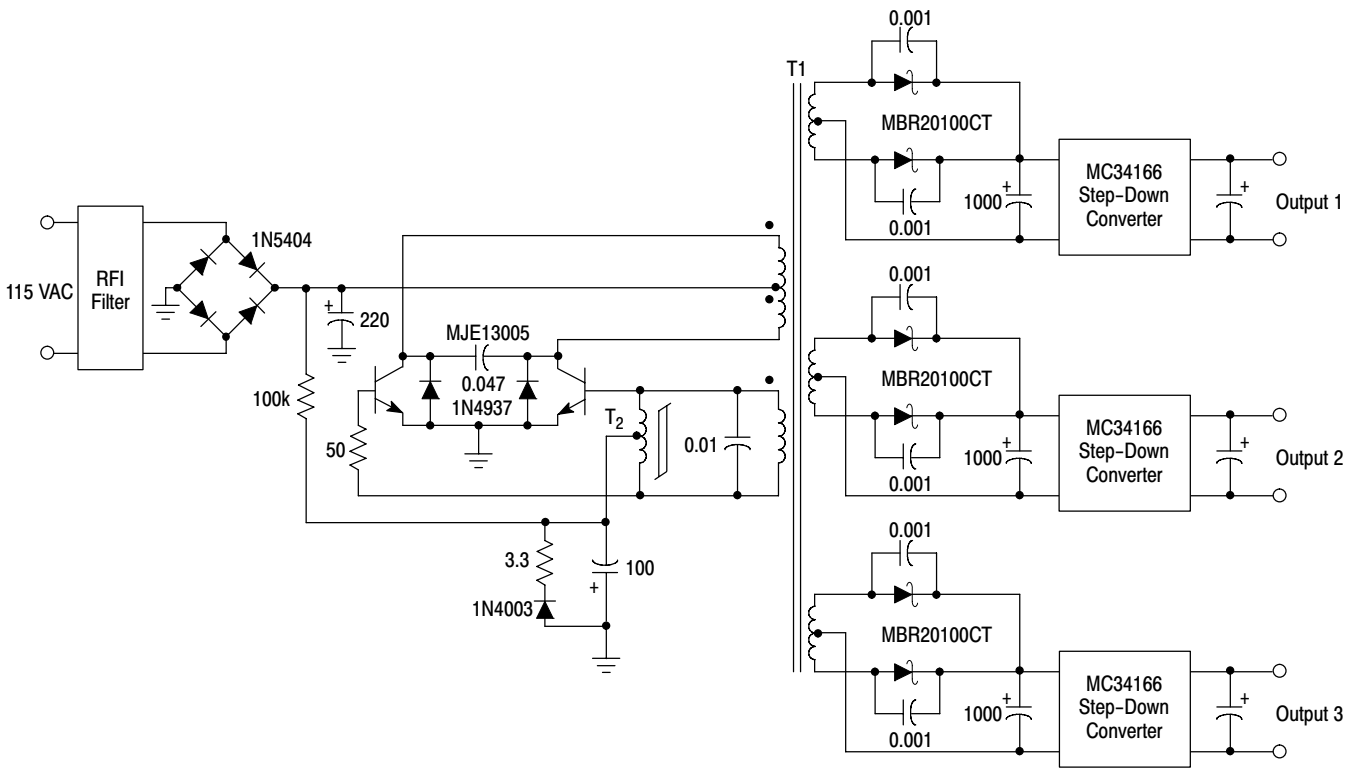 0.001
T1
MBR20100CT
MC34166
Step-Down
Converter
+
1000
+
Output 1
0.001
1N5404
115 VAC
RFI
Filter
+
220
MJE13005
0.047
1N4937
100k
50
T2
0.01
3.3
1N4003
100
+
0.001
MBR20100CT
MC34166
Step-Down
Converter
+
1000
+
Output 2
0.001
0.001
MBR20100CT
MC34166
Step-Down
Converter
+
1000
+
Output 3
0.001